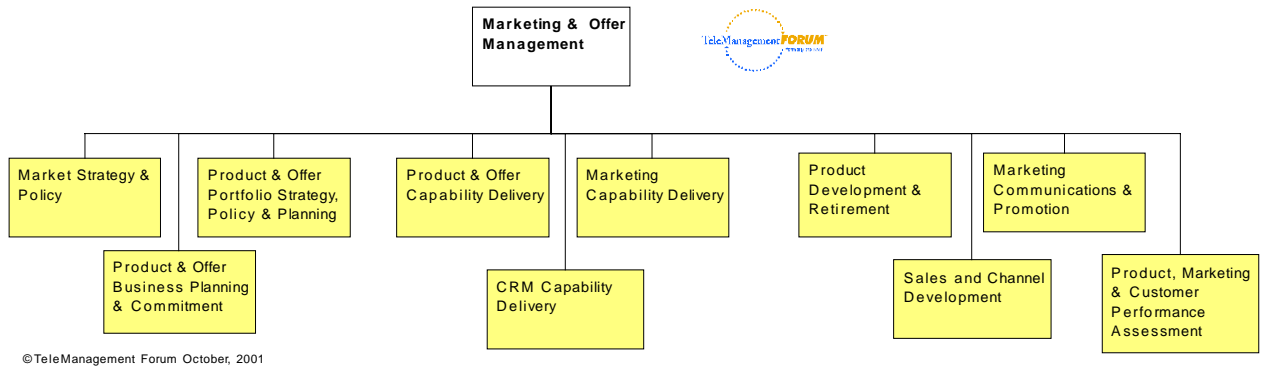 Marketing & Offer
Management
TeleManagement FORUM
Market Strategy &
Policy
Product & Offer
Portfolio Strategy,
Policy & Planning
Product & Offer
Capability Delivery
Marketing
Capability Delivery
Product
Development &
Retirement
Marketing
Communications &
Promotion
Product & Offer
Business Planning
& Commitment
CRM Capability
Delivery
Sales and Channel
Development
Product, Marketing
& Customer
Performance
Assessment
©TeleManagement Forum October, 2001